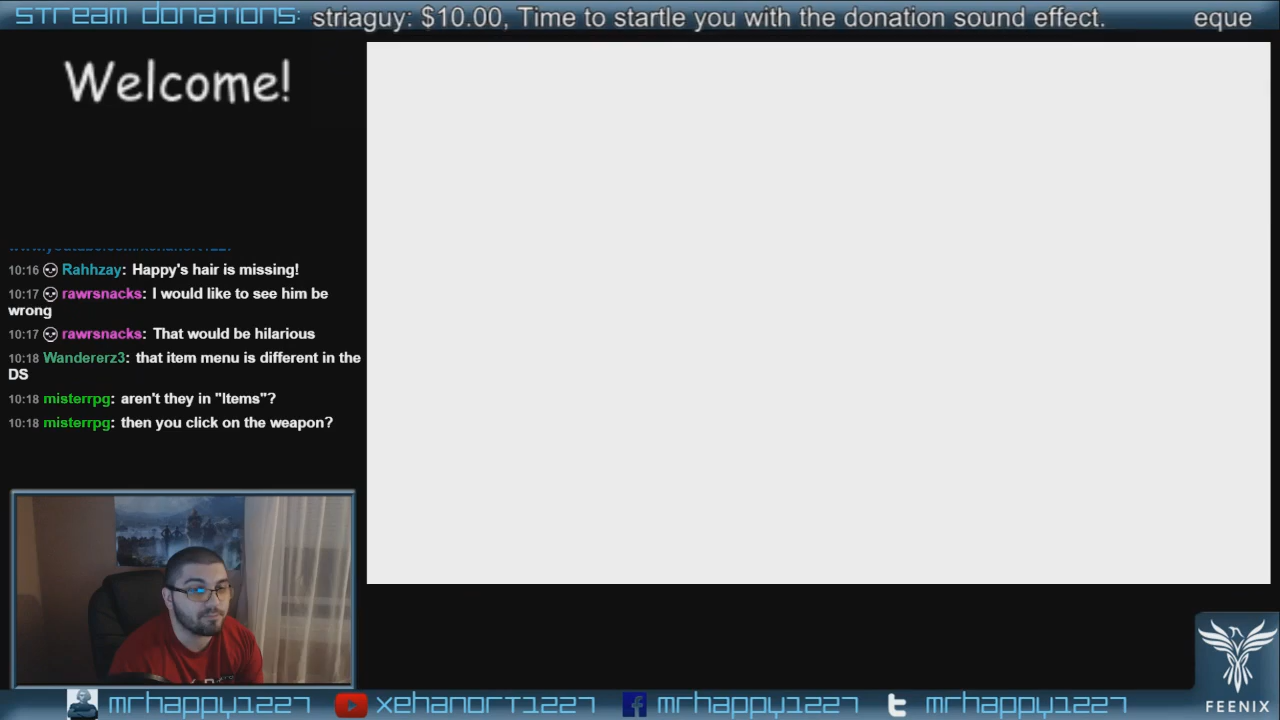 STREAM DONATIONS: striaguy: $10.00, Time to startle you with the donation sound effect. eque
Welcome!
10:16 Rahhzay: Happy's hair is missing!
10:17 rawrsnacks: I would like to see him be
wrong
10:17 rawrsnacks: That would be hilarious
10:18 Wandererz3: that item menu is different in the
DS
10:18 misterrpg: aren't they in "Items"?
10:18 misterrpg: then you click on the weapon?
mrhappy1227 xehanort1227 mrhappy1227 mrhappy1227
FEENIX